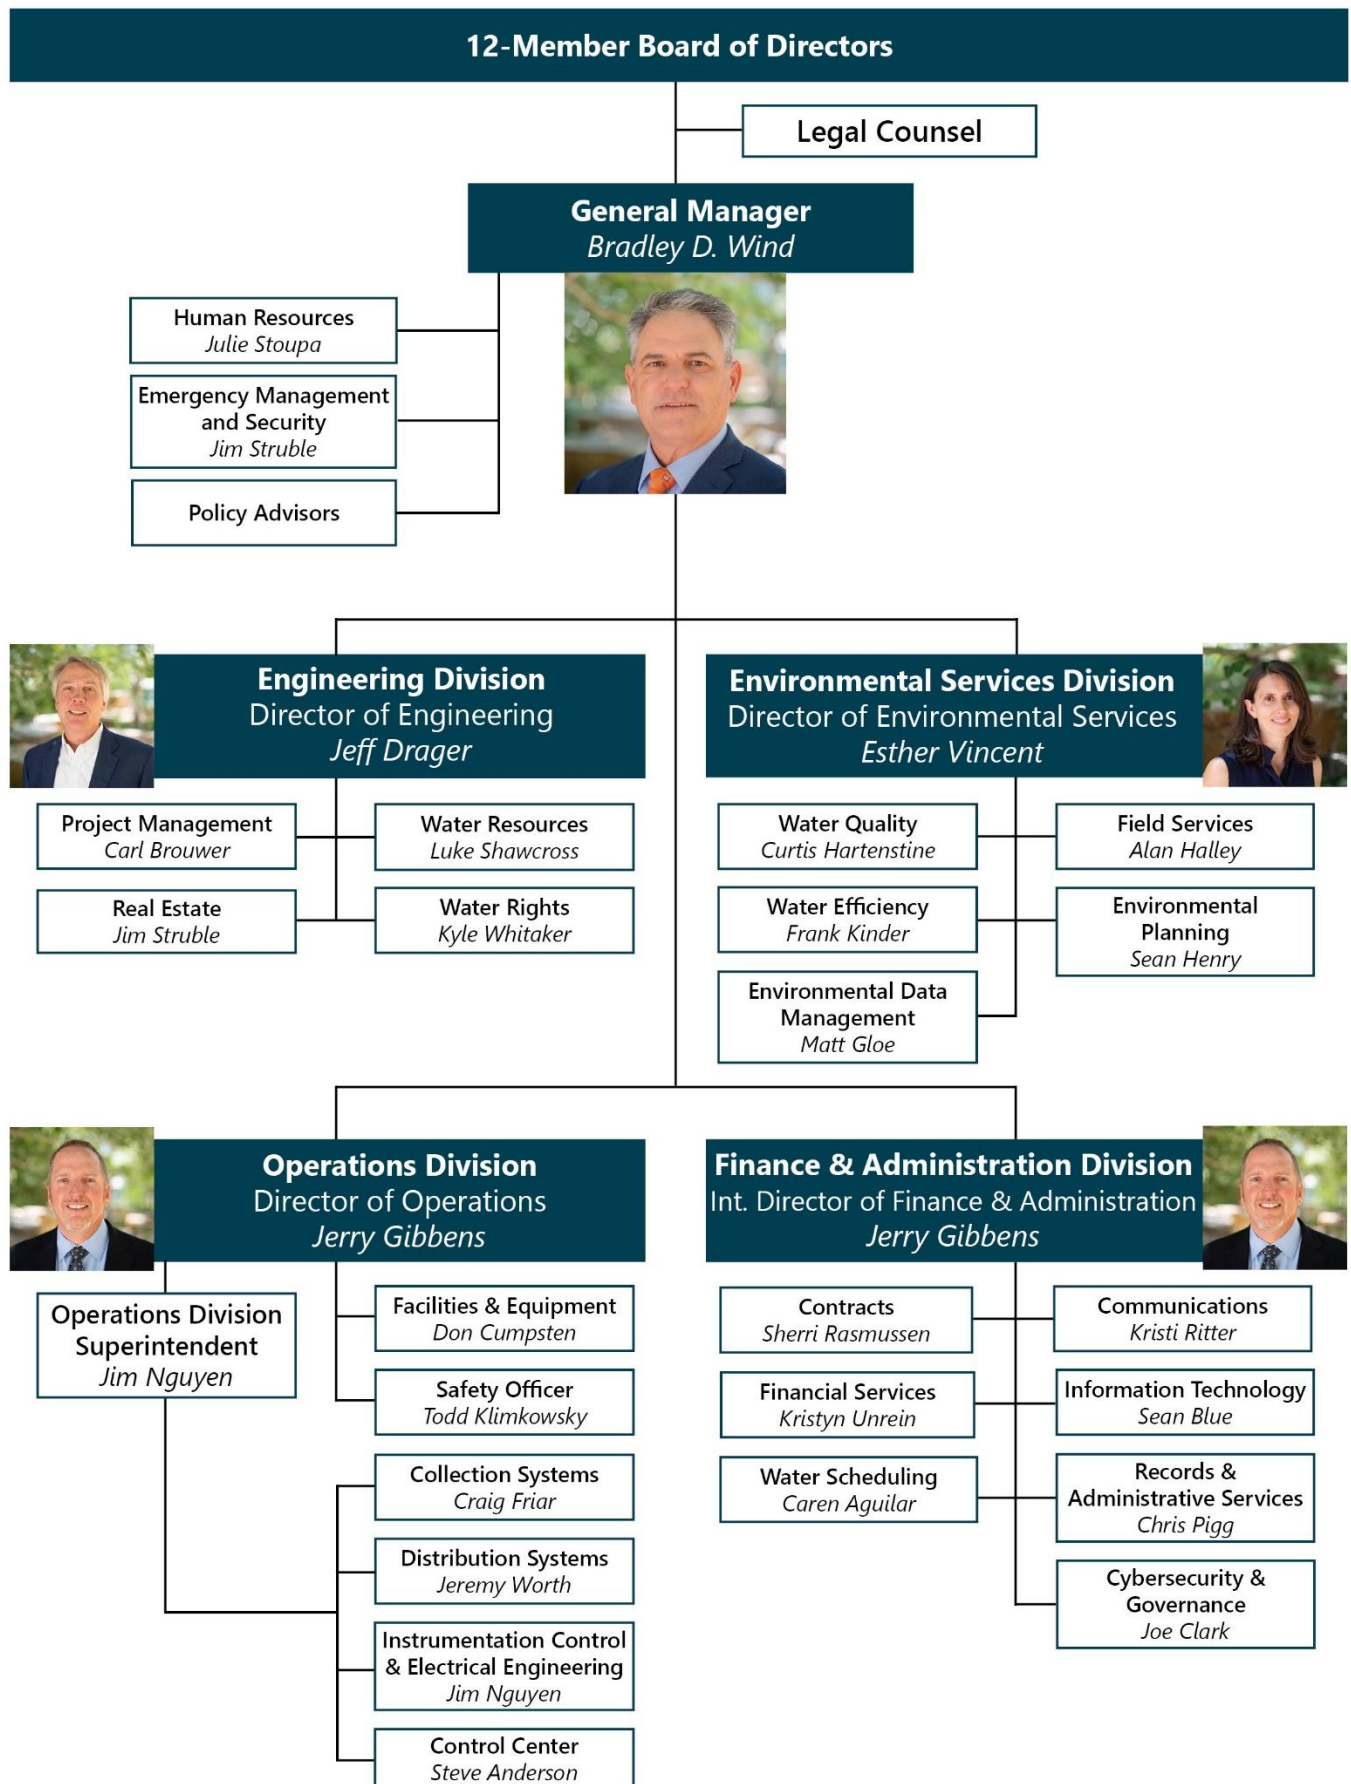 12-Member Board of Directors
Legal Counsel
General Manager
Bradley D. Wind
Human Resources
Julie Stoupa
Emergency Management
and Security
Jim Struble
Policy Advisors
Engineering Division
Director of Engineering
Jeff Drager
Project Management
Carl Brouwer
Water Resources
Luke Shawcross
Real Estate
Jim Struble
Water Rights
Kyle Whitaker
Environmental Services Division
Director of Environmental Services
Esther Vincent
Water Quality
Curtis Hartenstine
Field Services
Alan Halley
Water Efficiency
Frank Kinder
Environmental
Planning
Sean Henry
Environmental Data
Management
Matt Gloe
Operations Division
Director of Operations
Jerry Gibbens
Operations Division
Superintendent
Jim Nguyen
Facilities & Equipment
Don Cumpsten
Safety Officer
Todd Klimkowsky
Collection Systems
Craig Friar
Distribution Systems
Jeremy Worth
Instrumentation Control
& Electrical Engineering
Jim Nguyen
Control Center
Steve Anderson
Finance & Administration Division
Int. Director of Finance & Administration
Jerry Gibbens
Contracts
Sherri Rasmussen
Communications
Kristi Ritter
Financial Services
Kristyn Unrein
Information Technology
Sean Blue
Water Scheduling
Caren Aguilar
Records &
Administrative Services
Chris Pigg
Cybersecurity &
Governance
Joe Clark